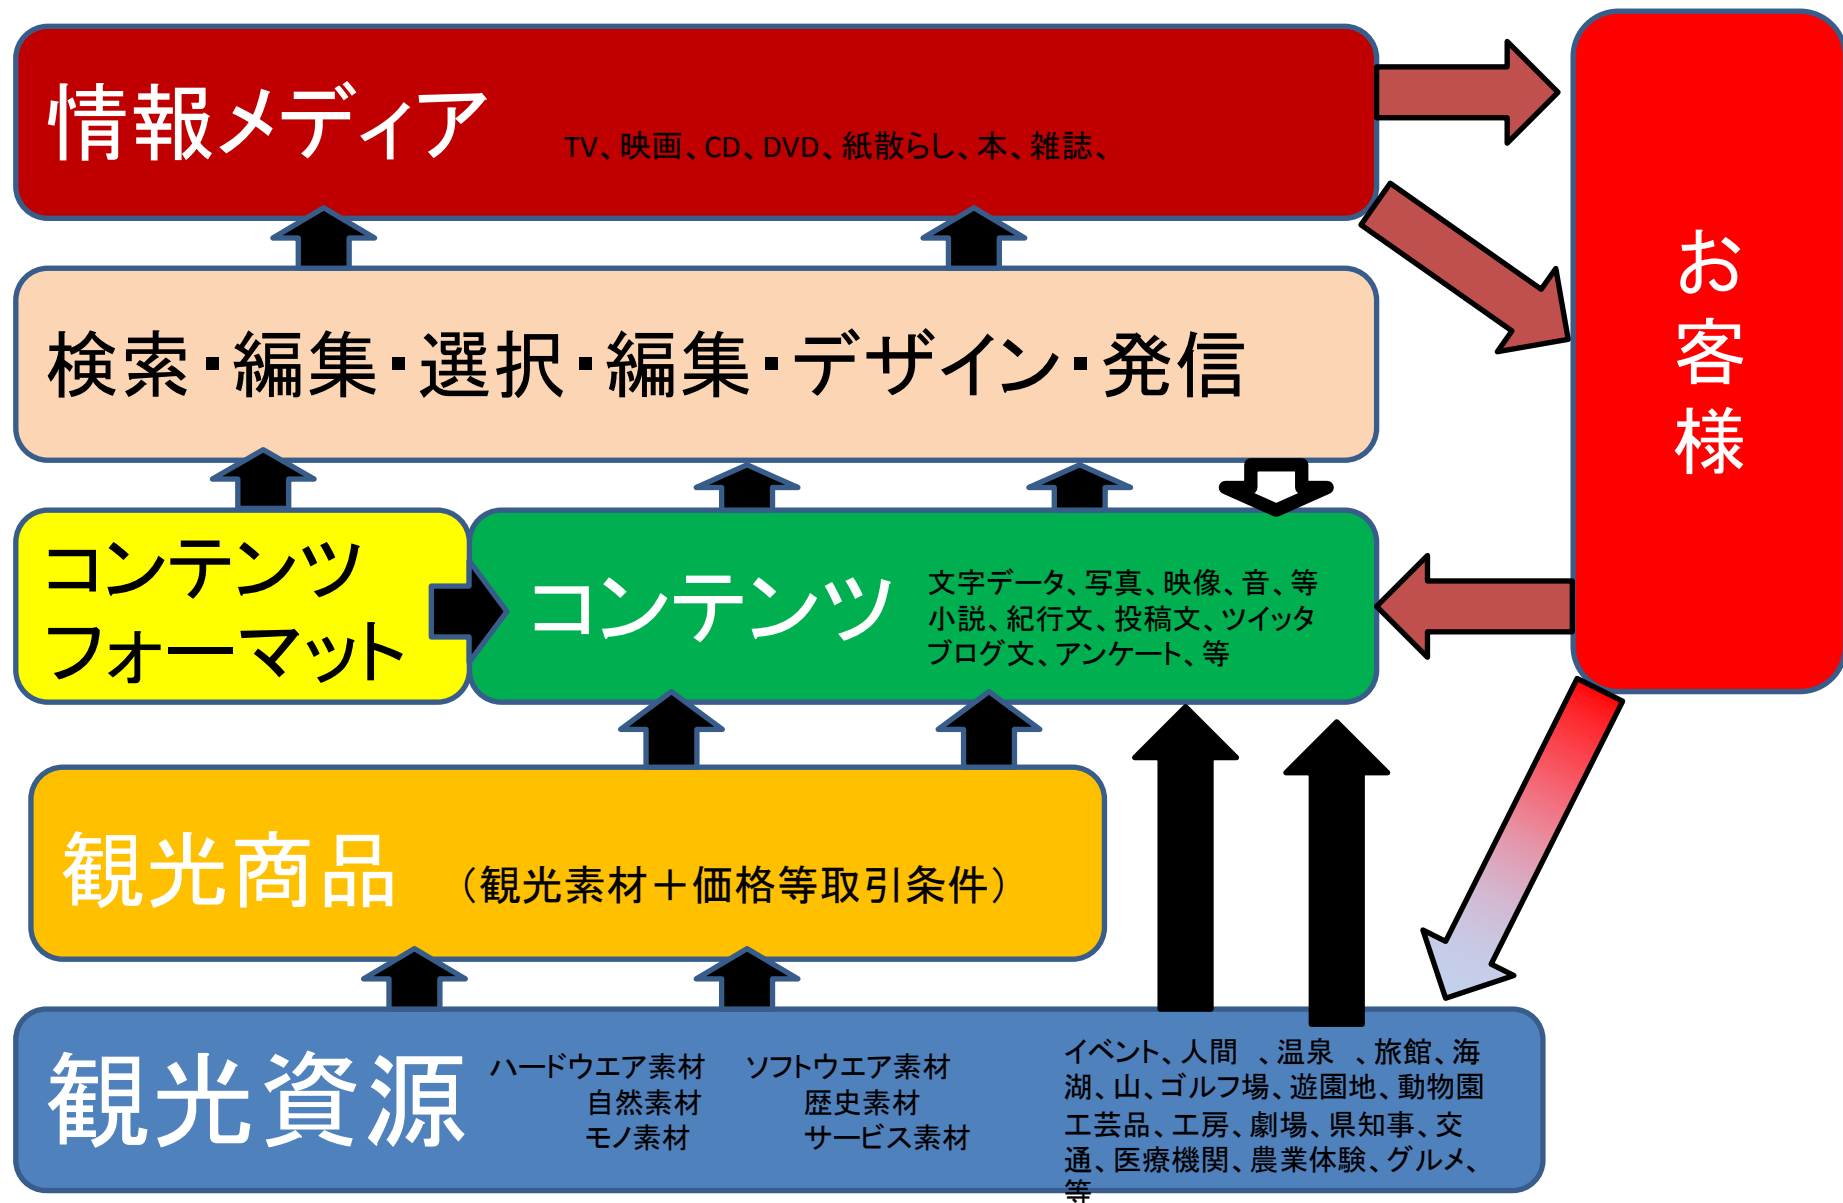 情報メディア
TV、映画、CD、DVD、紙散らし、本、雑誌、
検索・編集・選択・編集・デザイン・発信
コンテンツ
フォーマット
コンテンツ
文字データ、写真、映像、音、等
小説、紀行文、投稿文、ツイッタ
ブログ文、アンケート、等
観光商品
（観光素材＋価格等取引条件）
観光資源
ハードウエア素材 ソフトウエア素材
自然素材 歴史素材
モノ素材 サービス素材
イベント、人間 、温泉 、旅館、海
湖、山、ゴルフ場、遊園地、動物園
工芸品、工房、劇場、県知事、交
通、医療機関、農業体験、グルメ、
等
お
客
様